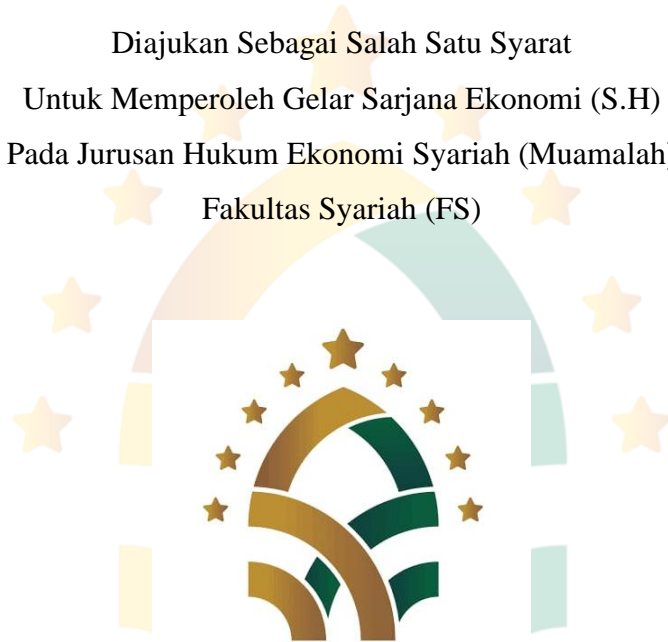 Diajukan Sebagai Salah Satu Syarat
Untuk Memperoleh Gelar Sarjana Ekonomi (S.H)
Pada Jurusan Hukum Ekonomi Syariah (Muamalah)
Fakultas Syariah (FS)